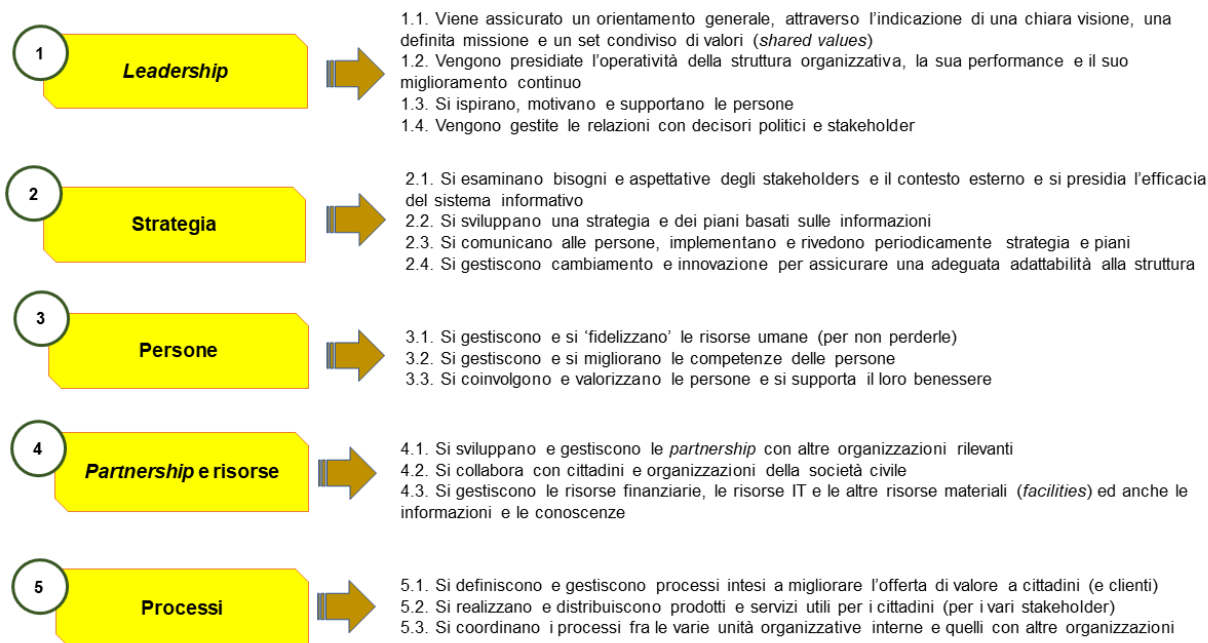 1
Leadership
1.1. Viene assicurato un orientamento generale, attraverso l'indicazione di una chiara visione, una
definita missione e un set condiviso di valori (shared values)
1.2. Vengono presidiate l'operatività della struttura organizzativa, la sua performance e il suo
miglioramento continuo
1.3. Si ispirano, motivano e supportano le persone
1.4. Vengono gestite le relazioni con decisori politici e stakeholder
2
Strategia
2.1. Si esaminano bisogni e aspettative degli stakeholders e il contesto esterno e si presidia l'efficacia
del sistema informativo
2.2. Si sviluppano una strategia e dei piani basati sulle informazioni
2.3. Si comunicano alle persone, implementano e rivedono periodicamente strategia e piani
2.4. Si gestiscono cambiamento e innovazione per assicurare una adeguata adattabilità alla struttura
3
Persone
3.1. Si gestiscono e si 'fidelizzano' le risorse umane (per non perderle)
3.2. Si gestiscono e si migliorano le competenze delle persone
3.3. Si coinvolgono e valorizzano le persone e si supporta il loro benessere
4
Partnership e risorse
4.1. Si sviluppano e gestiscono le partnership con altre organizzazioni rilevanti
4.2. Si collabora con cittadini e organizzazioni della società civile
4.3. Si gestiscono le risorse finanziarie, le risorse IT e le altre risorse materiali (facilities) ed anche le
informazioni e le conoscenze
5
Processi
5.1. Si definiscono e gestiscono processi intesi a migliorare l'offerta di valore a cittadini (e clienti)
5.2. Si realizzano e distribuiscono prodotti e servizi utili per i cittadini (per i vari stakeholder)
5.3. Si coordinano i processi fra le varie unità organizzative interne e quelli con altre organizzazioni